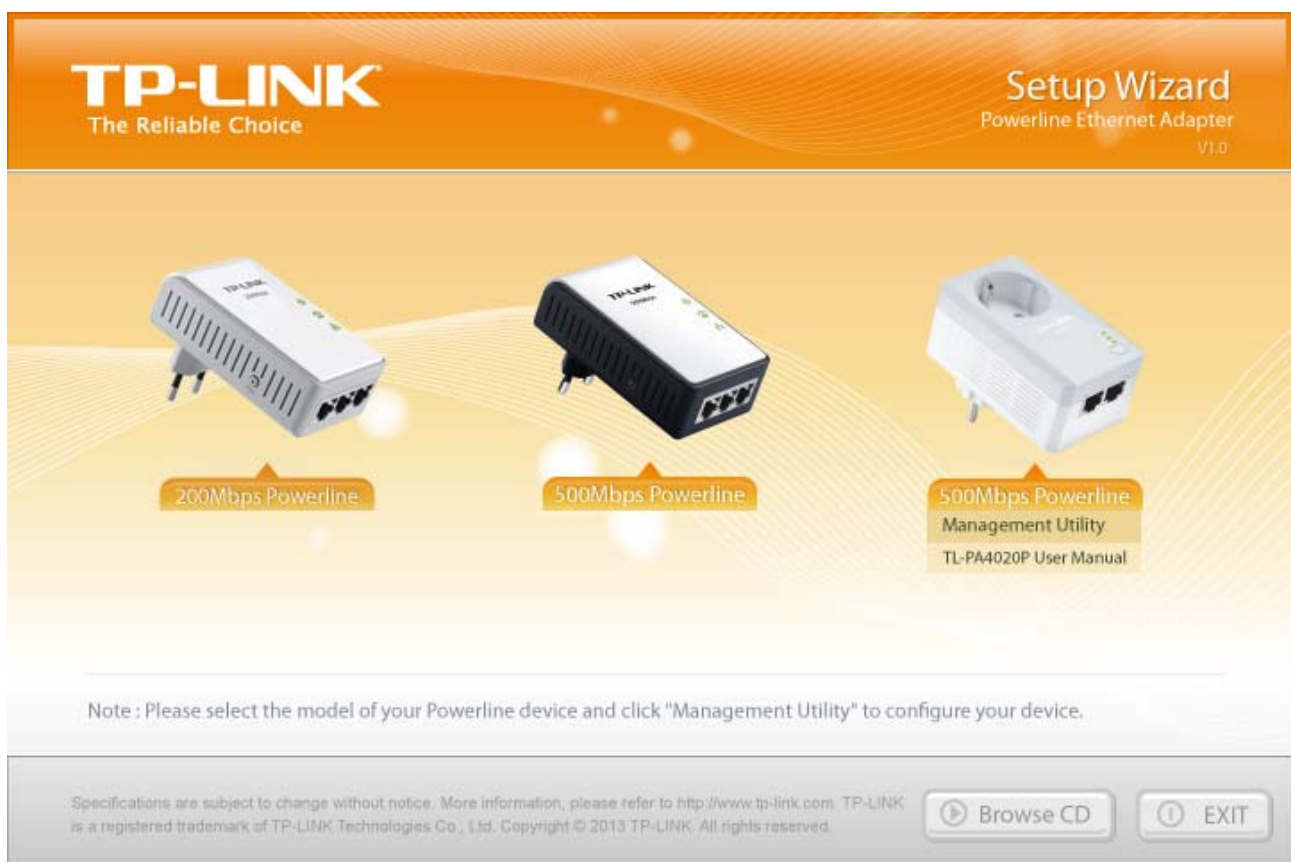 TP-LINK
The Reliable Choice
Setup Wizard
Powerline Ethernet Adapter
V1.0
TP-LINK
TP-LINK
200Mbps Powerline
500Mbps Powerline
500Mbps Powerline
Management Utility
TL-PA4020P User Manual
Note : Please select the model of your Powerline device and click "Management Utility" to configure your device.
Specifications are subject to change without notice. More information, please refer to http://www.tp-link.com TP-LINK
is a registered trademark of TP-LINK Technologies Co., Ltd. Copyright © 2013 TP-LINK. All rights reserved.
Browse CD
EXIT